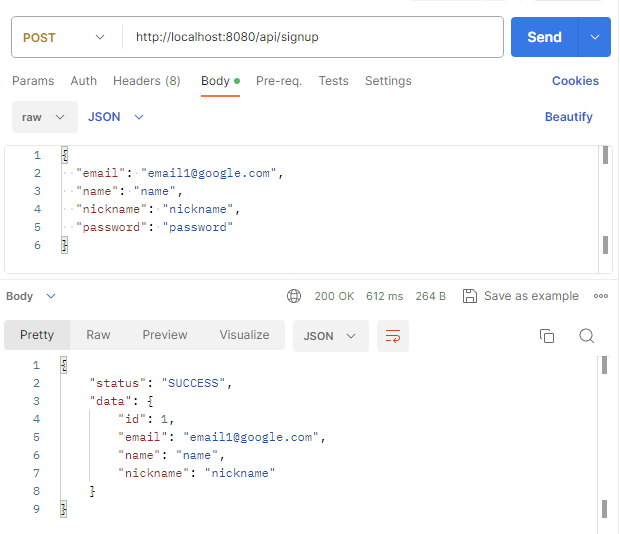 POST http://localhost:8080/api/signup Send
Params Auth Headers (8) Body Pre-req. Tests Settings Cookies
raw JSON Beautify
1 {
2 "email": "email1@google.com",
3 "name": "name",
4 "nickname": "nickname",
5 "password": "password"
6 }
Body 200 OK 612 ms 264 B Save as example
Pretty Raw Preview Visualize JSON
1 {
2 "status": "SUCCESS",
3 "data": {
4 "id": 1,
5 "email": "email1@google.com",
6 "name": "name",
7 "nickname": "nickname"
8 }
9 }